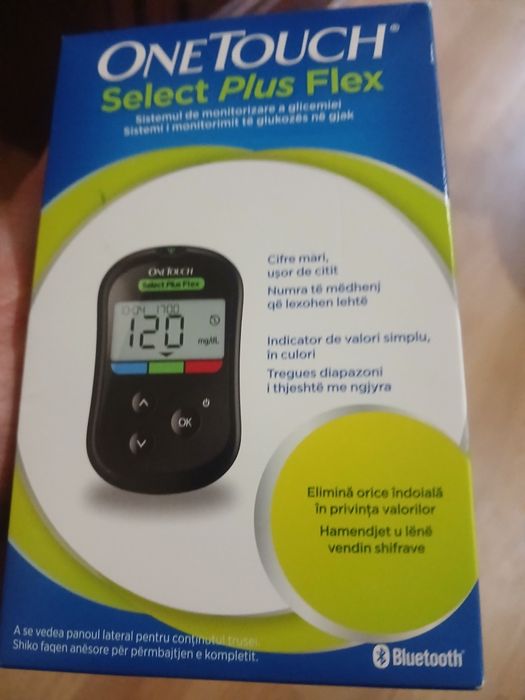 ONETOUCH®
Select Plus Flex
Sistemul de monitorizare a glicemiei
Sistemi i monitorimit të glukozës në gjak
Cifre mari,
ușor de citit
Numra të mëdhenj
që lexohen lehtë
Indicator de valori simplu,
în culori
Tregues diapazoni
i thjeshtë me ngjyra
ONETOUCH
Select Plus Flex
1700
120
mg/dL
OK
Elimină orice îndoială
în privința valorilor
Hamendjet u lënë
vendin shifrave
A se vedea panoul lateral pentru conținutul trusei.
Shiko faqen anësore për përmbajtjen e kompletit.
Bluetooth®